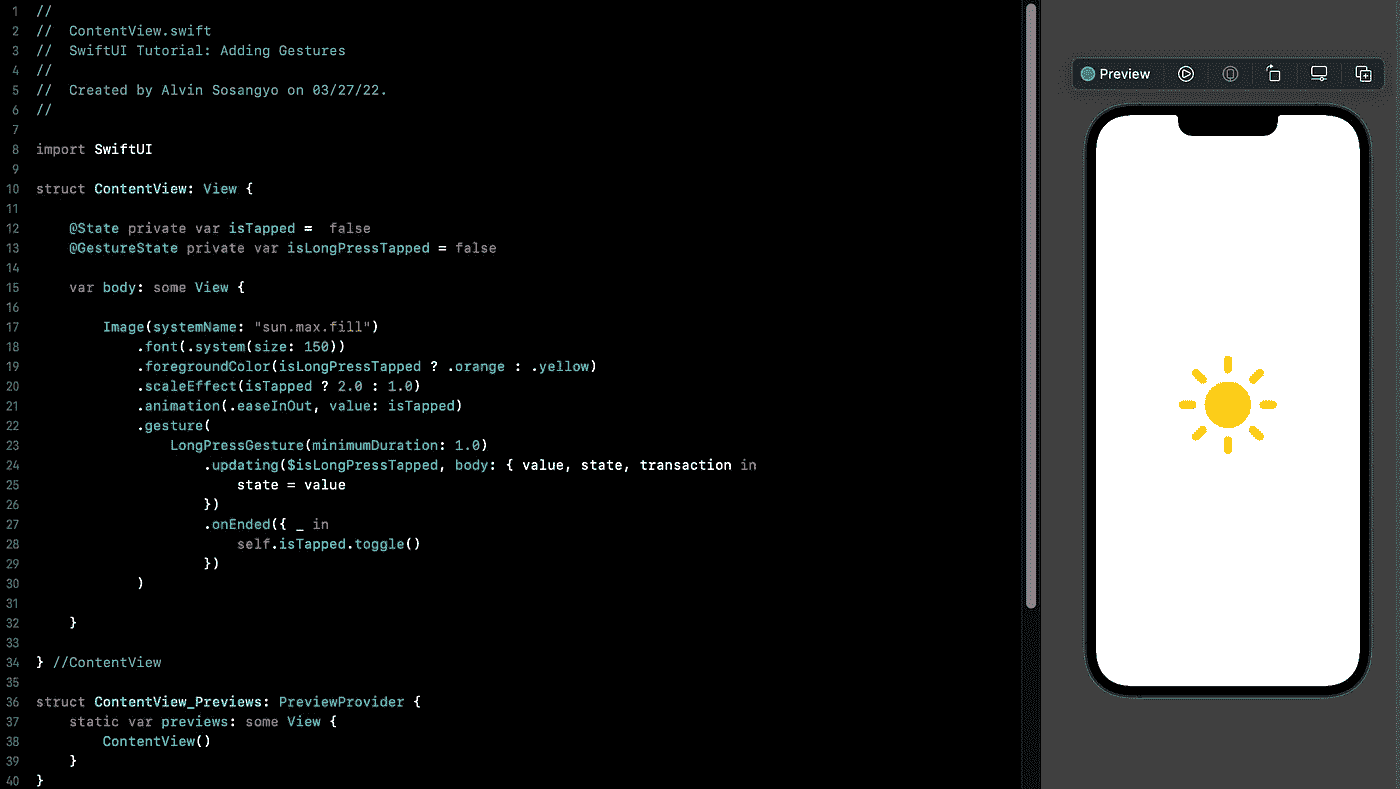 1 //
2 //  ContentView.swift
3 //  SwiftUI Tutorial: Adding Gestures
4 //
5 //  Created by Alvin Sosangyo on 03/27/22.
6 //
7
8 import SwiftUI
9
10 struct ContentView: View {
11
12     @State private var isTapped =  false
13     @GestureState private var isLongPressTapped = false
14
15     var body: some View {
16
17         Image(systemName: "sun.max.fill")
18             .font(.system(size: 150))
19             .foregroundColor(isLongPressTapped ? .orange : .yellow)
20             .scaleEffect(isTapped ? 2.0 : 1.0)
21             .animation(.easeInOut, value: isTapped)
22             .gesture(
23                 LongPressGesture(minimumDuration: 1.0)
24                     .updating($isLongPressTapped, body: { value, state, transaction in
25                         state = value
26                     })
27                     .onEnded({ _ in
28                         self.isTapped.toggle()
29                     })
30             )
31
32     }
33
34 } //ContentView
35
36 struct ContentView_Previews: PreviewProvider {
37     static var previews: some View {
38         ContentView()
39     }
40 }
Preview